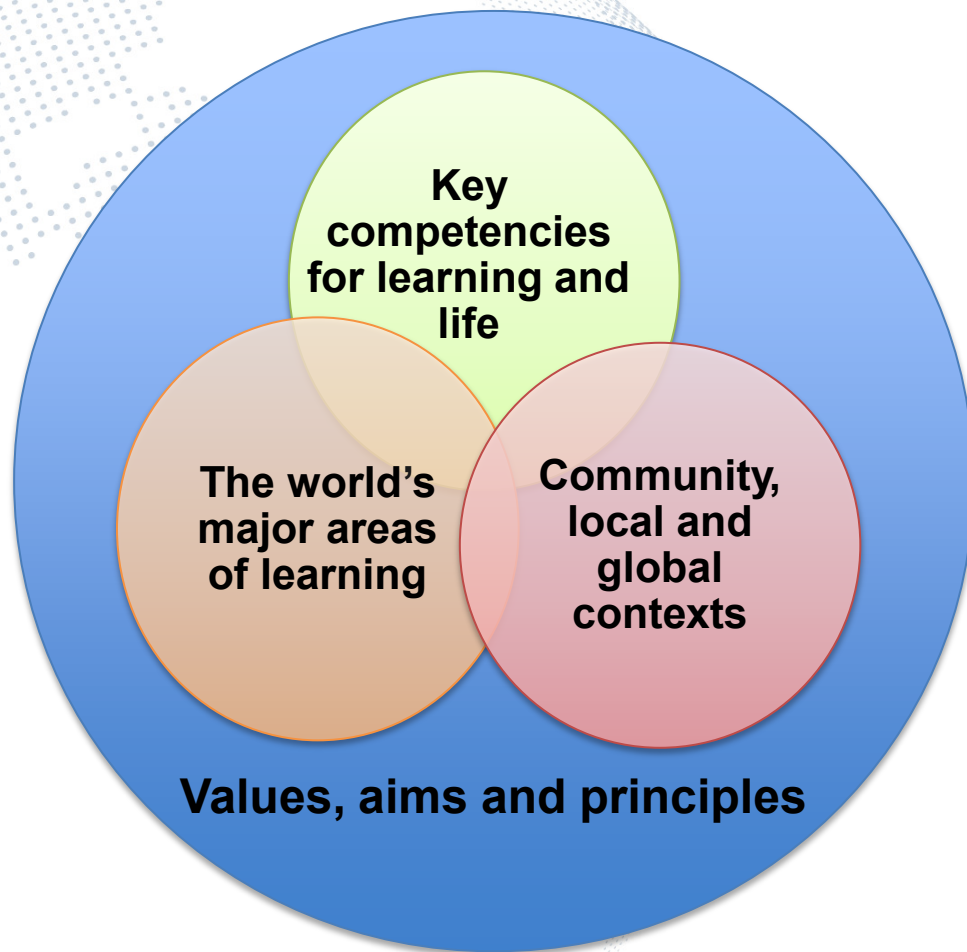 Key
competencies
for learning and
life
The world’s
major areas
of learning
Community,
local and
global
contexts
Values, aims and principles